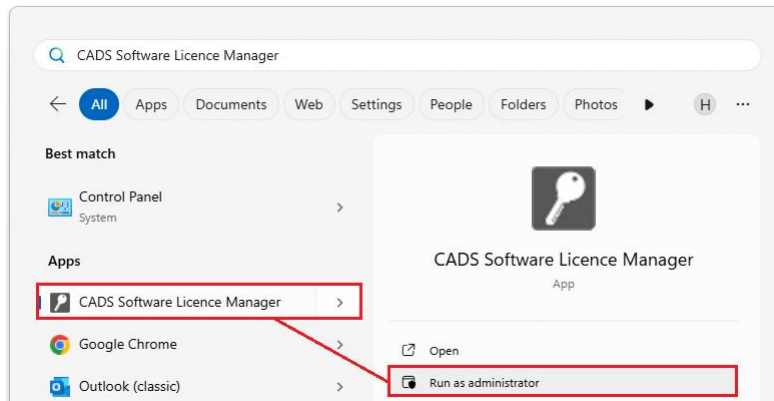 CADS Software Licence Manager
All Apps Documents Web Settings People Folders Photos H
Best match
Control Panel
System
Apps
CADS Software Licence Manager
Google Chrome
Outlook (classic)
CADS Software Licence Manager
App
Open
Run as administrator